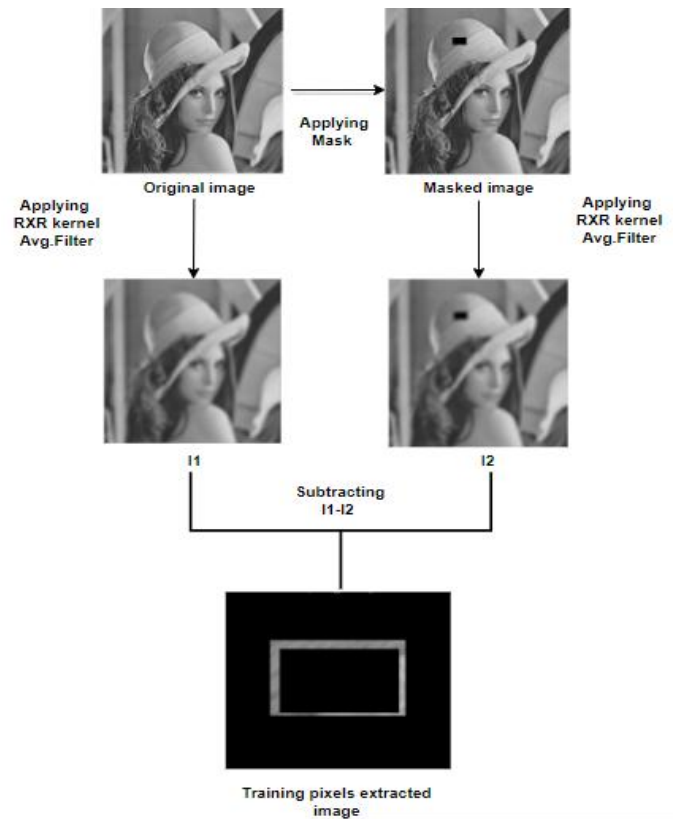 Applying
Mask
Original image
Masked image
Applying
RXR kernel
Avg.Filter
Applying
RXR kernel
Avg.Filter
I1
I2
Subtracting
I1-I2
Training pixels extracted
image